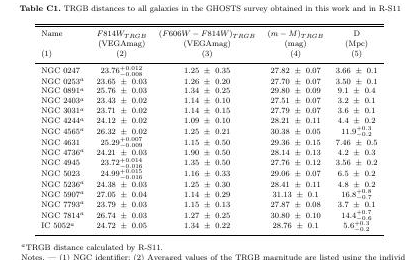 Table C1. TRGB distances to all galaxies in the GHOSTS survey obtained in this work and in R-S11
Name F814W_TRGB (F606W − F814W)_TRGB (m − M)_TRGB D
(VEGAmag) (VEGAmag) (mag) (Mpc)
(1) (2) (3) (4) (5)
NGC 0247 23.76^{+0.012}_{−0.008} 1.25 ± 0.35 27.82 ± 0.07 3.66 ± 0.1
NGC 0253^a 23.65 ± 0.03 1.26 ± 0.20 27.70 ± 0.07 3.50 ± 0.1
NGC 0891^a 25.76 ± 0.03 1.34 ± 0.25 29.80 ± 0.09 9.1 ± 0.4
NGC 2403^a 23.43 ± 0.02 1.14 ± 0.10 27.51 ± 0.07 3.2 ± 0.1
NGC 3031^a 23.71 ± 0.02 1.14 ± 0.15 27.79 ± 0.07 3.6 ± 0.1
NGC 4244^a 24.12 ± 0.02 1.09 ± 0.10 28.21 ± 0.11 4.4 ± 0.2
NGC 4565^a 26.32 ± 0.02 1.25 ± 0.21 30.38 ± 0.05 11.9^{+0.3}_{−0.2}
NGC 4631 25.29^{+0.007}_{−0.009} 1.15 ± 0.50 29.36 ± 0.15 7.46 ± 0.5
NGC 4736^a 24.21 ± 0.03 1.90 ± 0.50 28.14 ± 0.13 4.2 ± 0.3
NGC 4945 23.72^{+0.014}_{−0.016} 1.35 ± 0.50 27.76 ± 0.12 3.56 ± 0.2
NGC 5023 24.99^{+0.015}_{−0.016} 1.16 ± 0.33 29.06 ± 0.07 6.5 ± 0.2
NGC 5236^a 24.38 ± 0.03 1.25 ± 0.30 28.41 ± 0.11 4.8 ± 0.2
NGC 5907^a 27.05 ± 0.04 1.14 ± 0.29 31.13 ± 0.1 16.8^{+0.8}_{−0.7}
NGC 7793^a 23.79 ± 0.03 1.15 ± 0.13 27.87 ± 0.08 3.7 ± 0.1
NGC 7814^a 26.74 ± 0.03 1.27 ± 0.25 30.80 ± 0.10 14.4^{+0.7}_{−0.6}
IC 5052^a 24.72 ± 0.05 1.34 ± 0.22 28.76 ± 0.1 5.6^{+0.3}_{−0.2}
^a TRGB distance calculated by R-S11.
Notes. — (1) NGC identifier; (2) Averaged values of the TRGB magnitude are listed using the individ